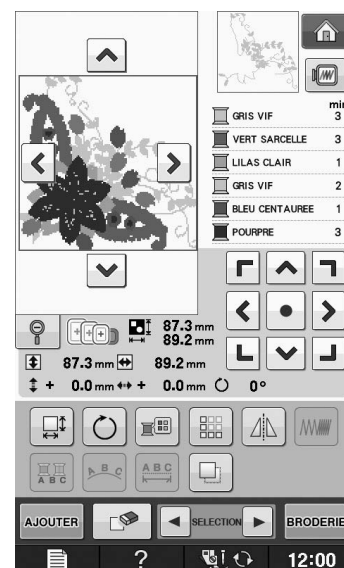 min
GRIS VIF 3
VERT SARCELLE 3
LILAS CLAIR 1
GRIS VIF 2
BLEU CENTAUREE 1
POURPRE 3
87.3 mm
89.2 mm
87.3 mm 89.2 mm
+ 0.0 mm + 0.0 mm 0°
A B C A B C A B C
AJOUTER SELECTION BRODERIE
? 12:00